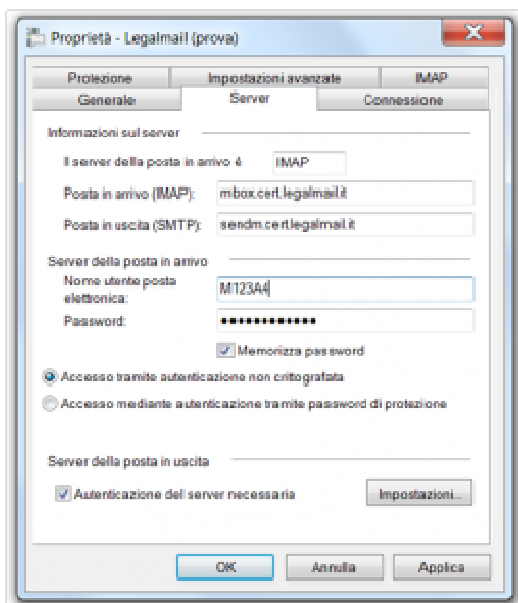 Proprietà - Legalmail (prova)
Protezione Impostazioni avanzate IMAP
Generale Server Connessione
Informazioni sul server
Il server della posta in arrivo è IMAP
Posta in arrivo (IMAP): mbox.cert.legalmail.it
Posta in uscita (SMTP): sendm.cert.legalmail.it
Server della posta in arrivo
Nome utente posta
elettronica: MI123A4
Password: ●●●●●●●●●●●●●
Memorizza password
Accesso tramite autenticazione non crittografata
Accesso mediante autenticazione tramite password di protezione
Server della posta in uscita
Autenticazione del server necessaria Impostazioni...
OK Annulla Applica